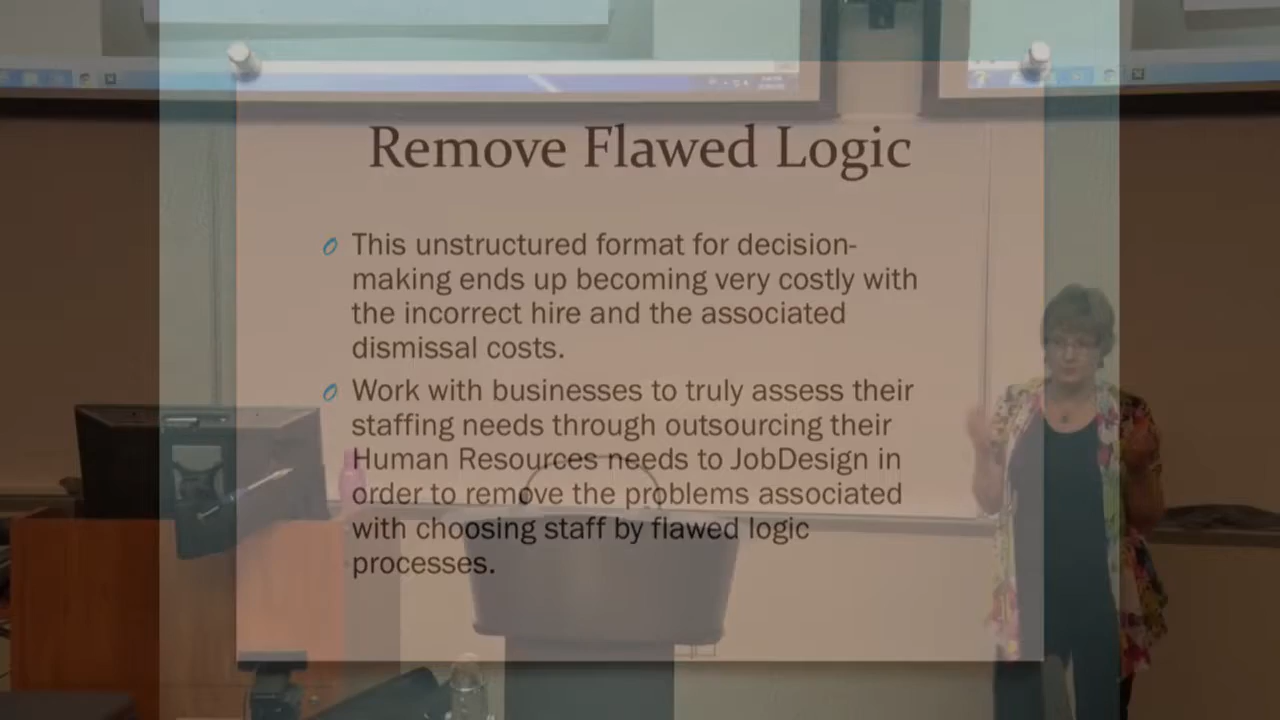 Remove Flawed Logic
This unstructured format for decision-
making ends up becoming very costly with
the incorrect hire and the associated
dismissal costs.
Work with businesses to truly assess their
staffing needs through outsourcing their
Human Resources needs to JobDesign in
order to remove the problems associated
with choosing staff by flawed logic
processes.